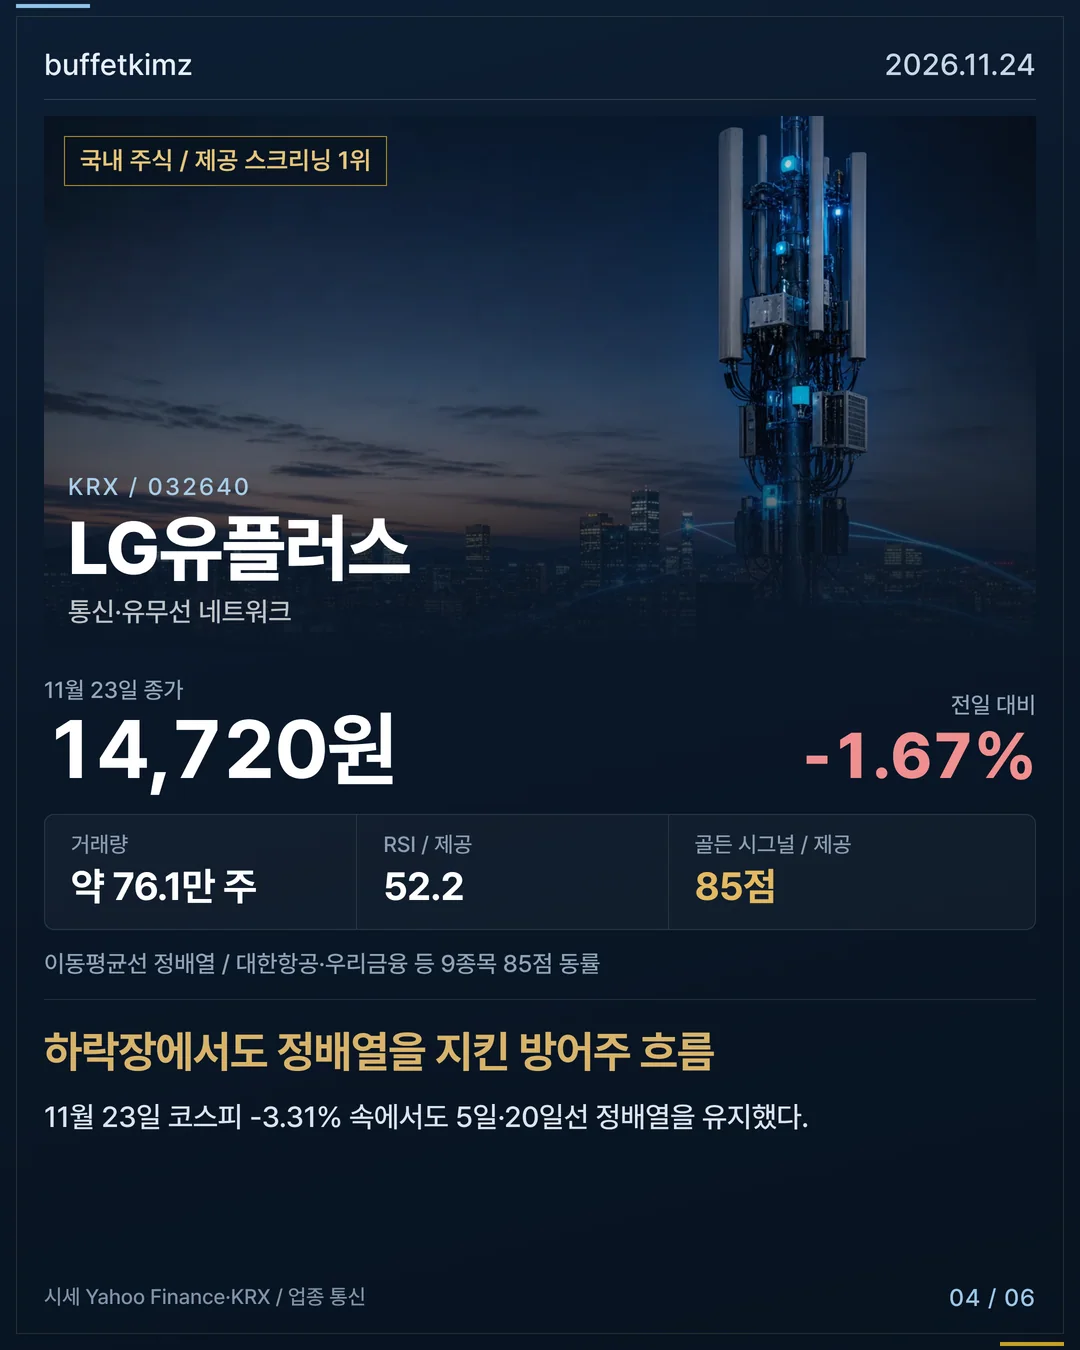 buffetkimz
2026.11.24
국내 주식 / 제공 스크리닝 1위
KRX / 032640
LG유플러스
통신·유무선 네트워크
11월 23일 종가
14,720원
전일 대비
-1.67%
거래량
약 76.1만 주
RSI / 제공
52.2
골든 시그널 / 제공
85점
이동평균선 정배열 / 대한항공·우리금융 등 9종목 85점 동률
하락장에서도 정배열을 지킨 방어주 흐름
11월 23일 코스피 -3.31% 속에서도 5일·20일선 정배열을 유지했다.
시세 Yahoo Finance·KRX / 업종 통신
04 / 06